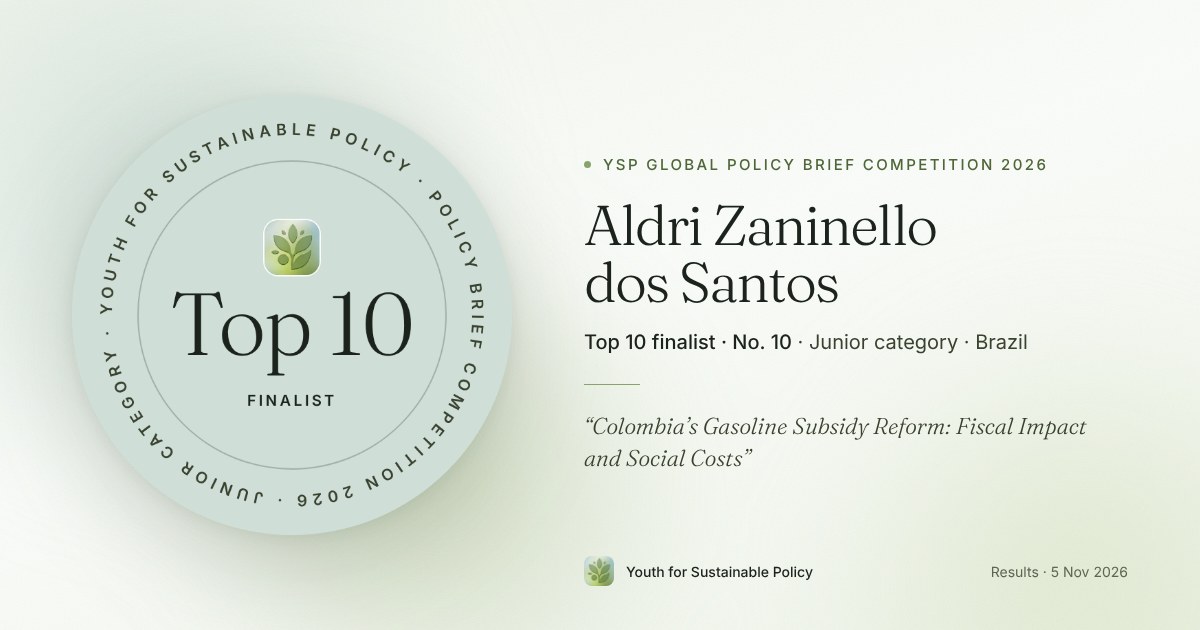 YOUTH FOR SUSTAINABLE POLICY · POLICY BRIEF COMPETITION 2026 · JUNIOR CATEGORY ·
Top 10
FINALIST
YSP GLOBAL POLICY BRIEF COMPETITION 2026
Aldri Zaninello
dos Santos
Top 10 finalist · No. 10 · Junior category · Brazil
“Colombia’s Gasoline Subsidy Reform: Fiscal Impact
and Social Costs”
Youth for Sustainable Policy
Results · 5 Nov 2026